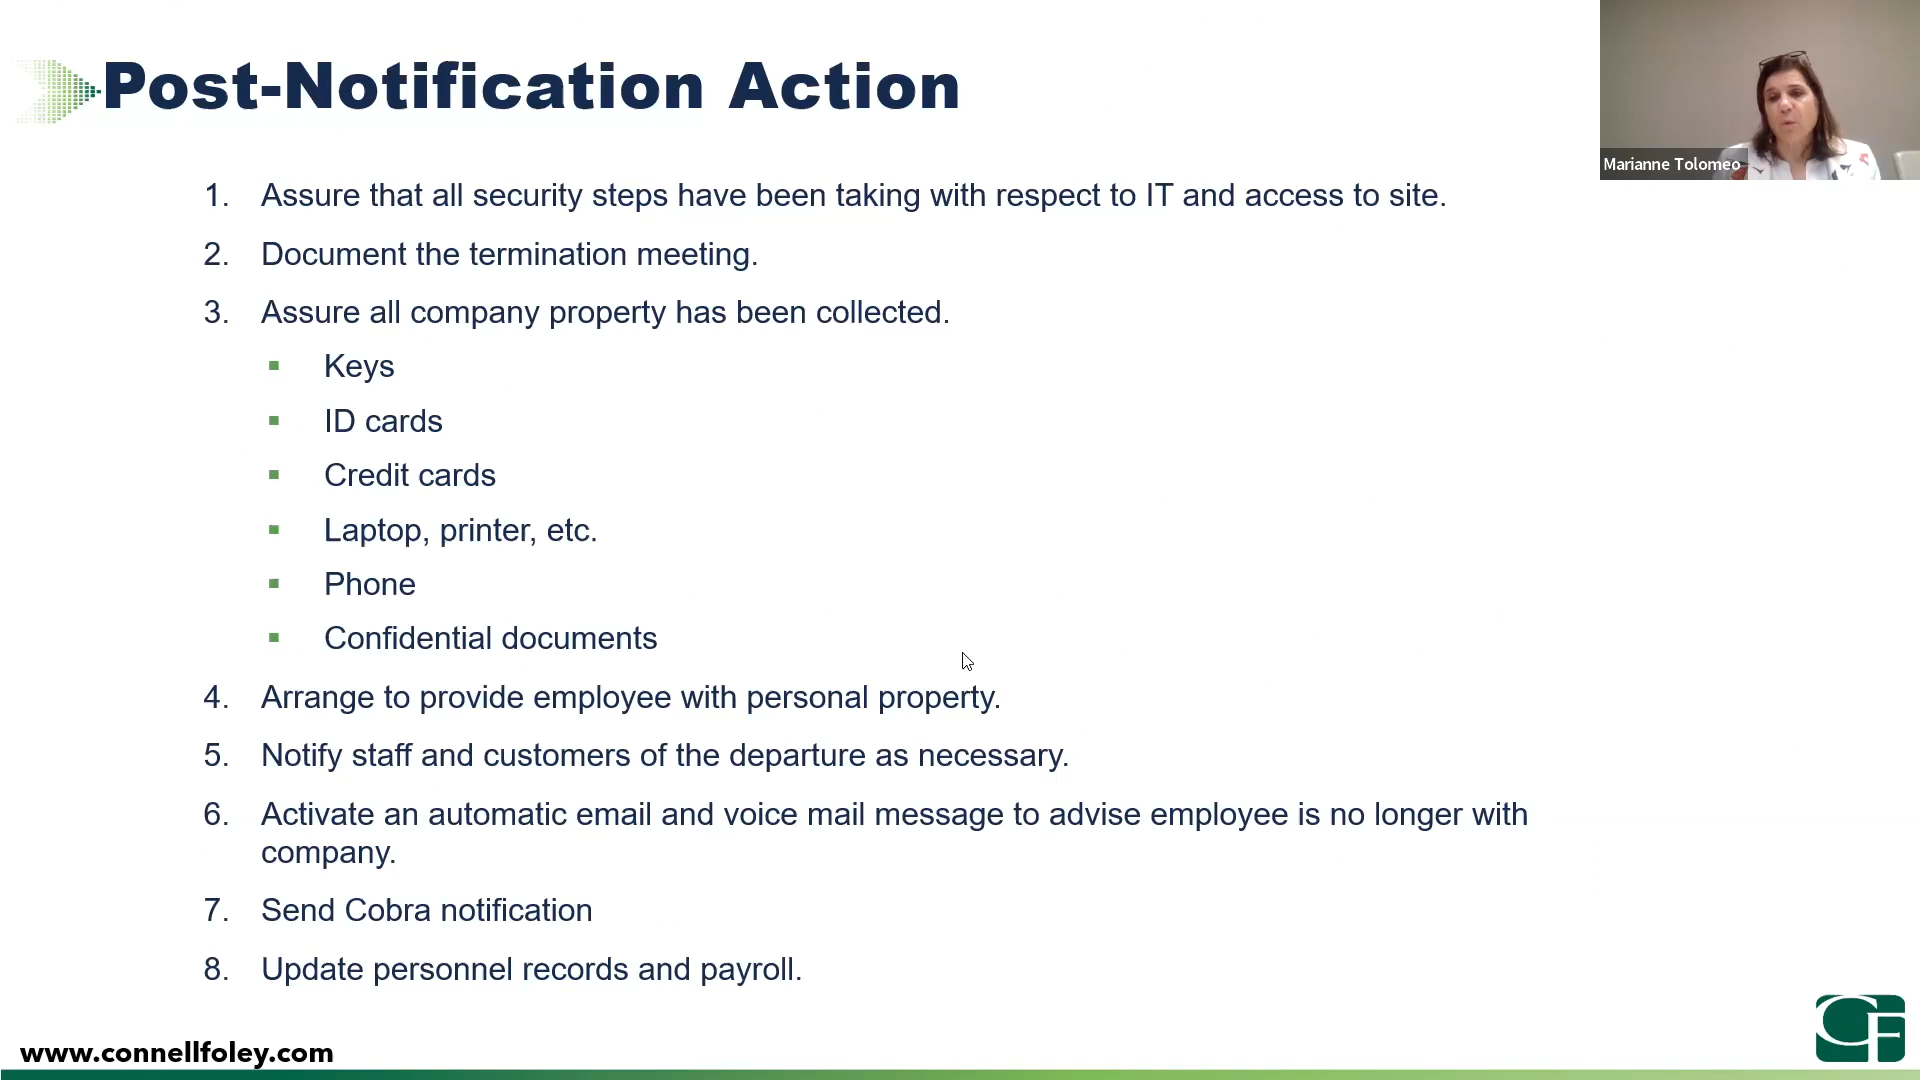 Post-Notification Action
Marianne Tolomeo
1. Assure that all security steps have been taking with respect to IT and access to site.
2. Document the termination meeting.
3. Assure all company property has been collected.
▪ Keys
▪ ID cards
▪ Credit cards
▪ Laptop, printer, etc.
▪ Phone
▪ Confidential documents
4. Arrange to provide employee with personal property.
5. Notify staff and customers of the departure as necessary.
6. Activate an automatic email and voice mail message to advise employee is no longer with
company.
7. Send Cobra notification
8. Update personnel records and payroll.
www.connellfoley.com
CF